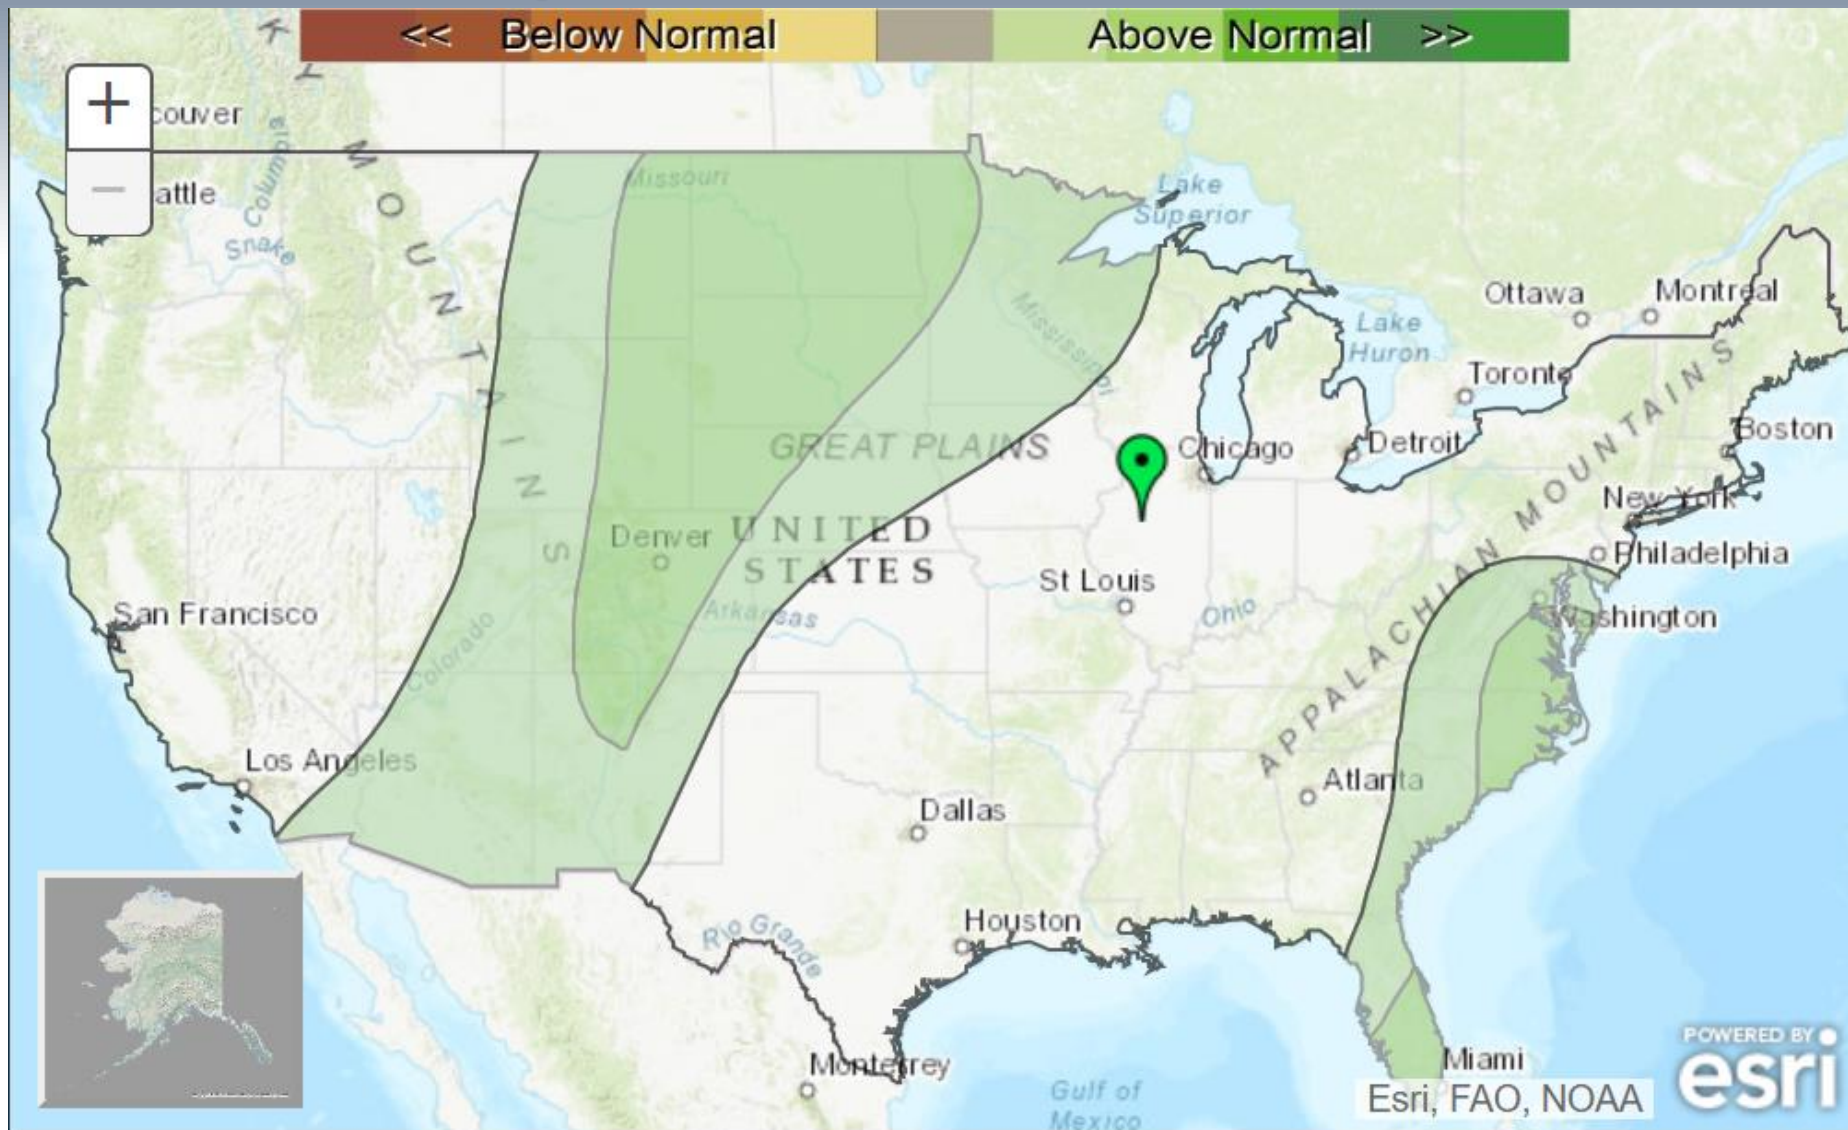 << Below Normal
Above Normal >>
K
Y
M O U N T A I N S
+
−
couver
attle
Columbia
Snake
Missouri
Lake
Superior
Mississippi
Ottawa
Montreal
Lake
Huron
Toronto
Boston
Chicago
Detroit
GREAT PLAINS
New York
Denver
UNITED
STATES
Philadelphia
St Louis
Washington
San Francisco
Arkansas
Ohio
Colorado
APPALACHIAN MOUNTAINS
Los Angeles
Atlanta
Dallas
Houston
Rio Grande
Monterrey
Gulf of
Mexico
Miami
POWERED BY
esri
Esri, FAO, NOAA